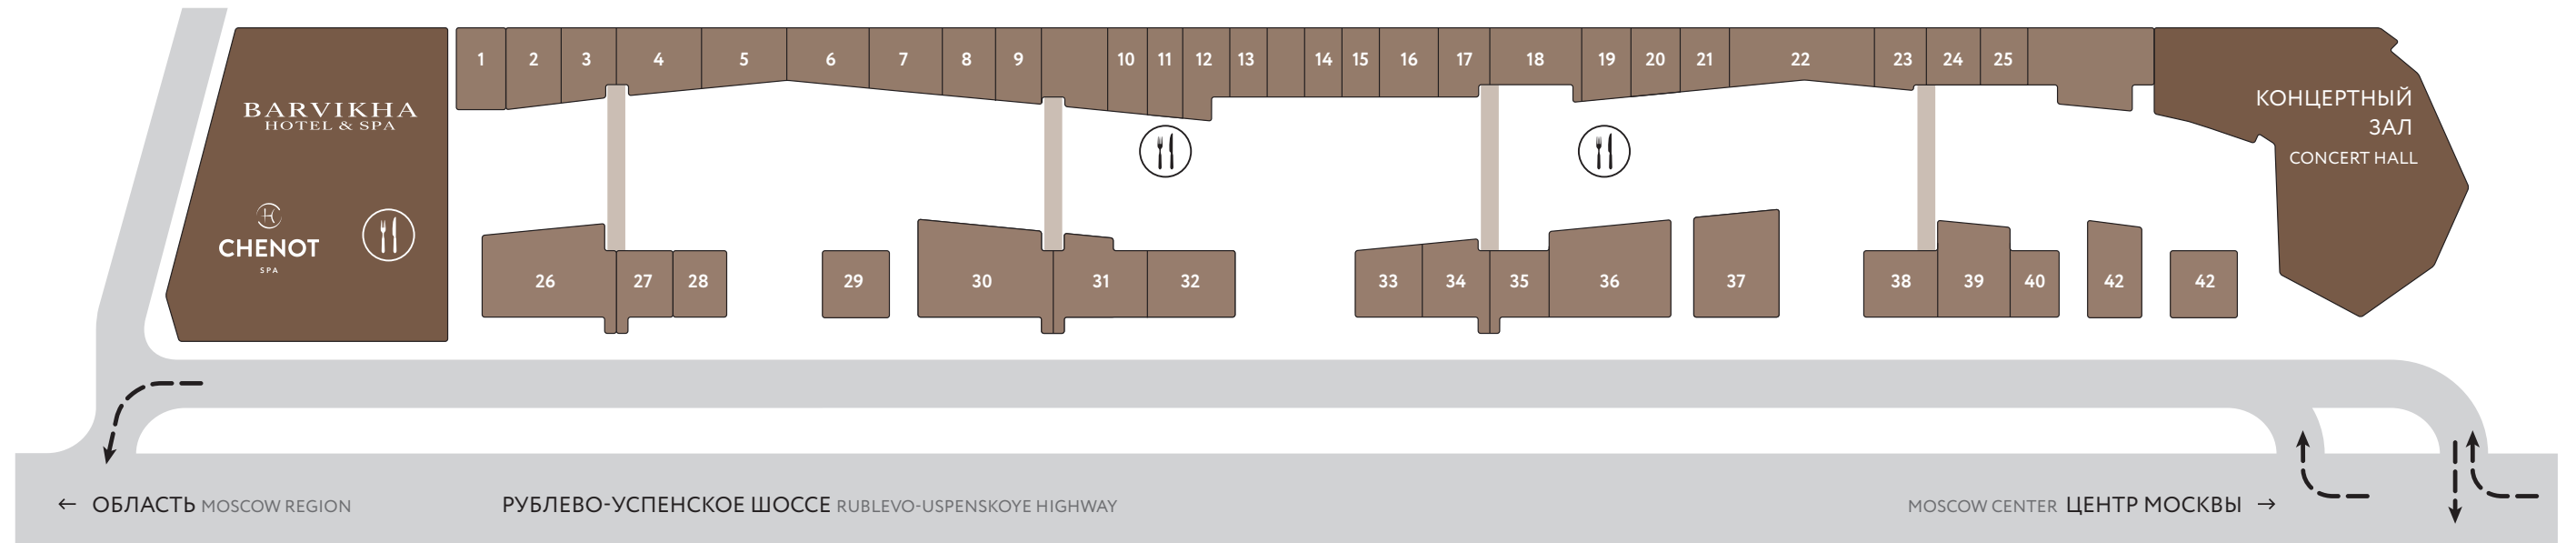 1 2 3 4 5 6 7 8 9 10 11 12 13 14 15 16 17 18 19 20 21 22 23 24 25
BARVIKHA
HOTEL & SPA
КОНЦЕРТНЫЙ
ЗАЛ
CONCERT HALL
CHENOT
SPA
26 27 28 29 30 31 32 33 34 35 36 37 38 39 40 42 42
← ОБЛАСТЬ MOSCOW REGION
РУБЛЕВО-УСПЕНСКОЕ ШОССЕ RUBLEVO-USPENSKOYE HIGHWAY
MOSCOW CENTER ЦЕНТР МОСКВЫ →